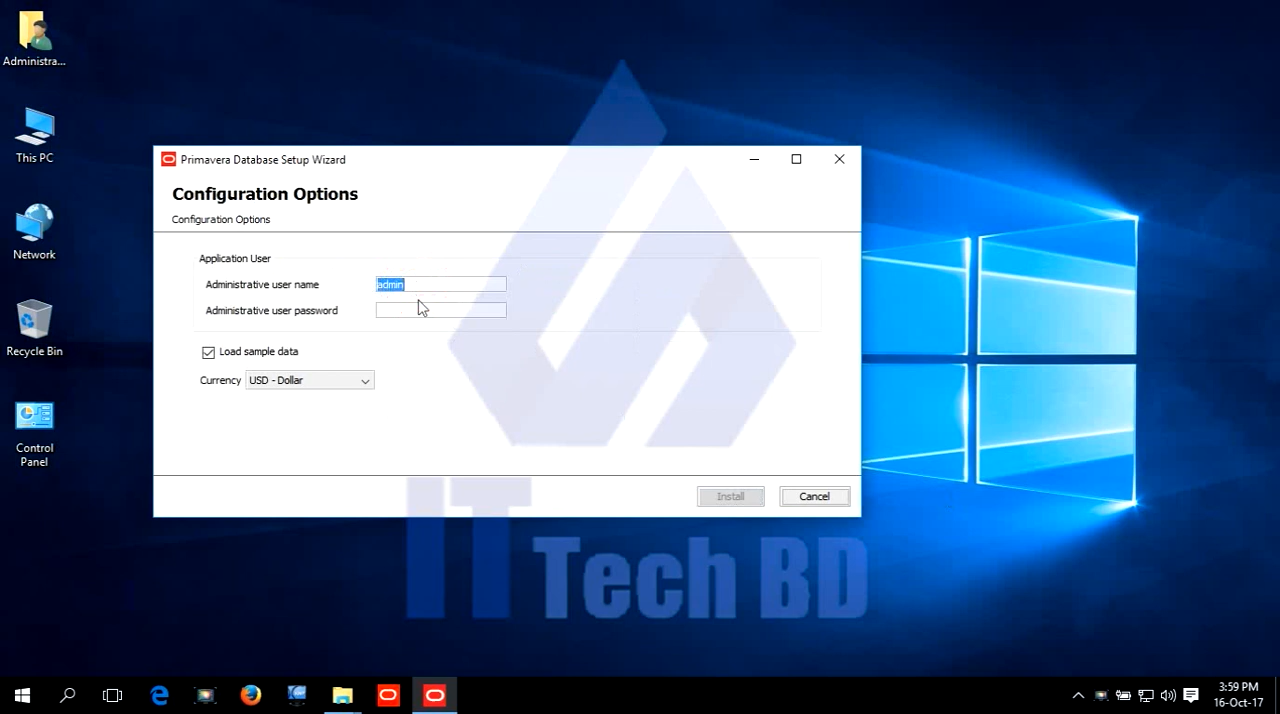 Administra...
This PC
Network
Recycle Bin
Control
Panel
Primavera Database Setup Wizard
Configuration Options
Configuration Options
Application User
Administrative user name
admin
Administrative user password
Load sample data
Currency
USD - Dollar
Install
Cancel
IT Tech BD
3:59 PM
16-Oct-17